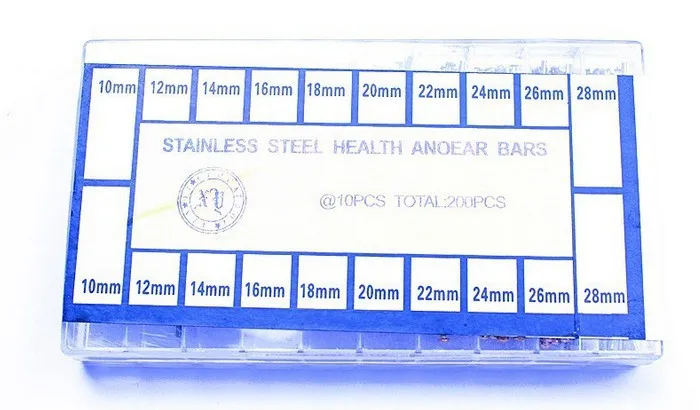 10mm 12mm 14mm 16mm 18mm 20mm 22mm 24mm 26mm 28mm
STAINLESS STEEL HEALTH ANOEAR BARS
@10PCS TOTAL:200PCS
10mm 12mm 14mm 16mm 18mm 20mm 22mm 24mm 26mm 28mm